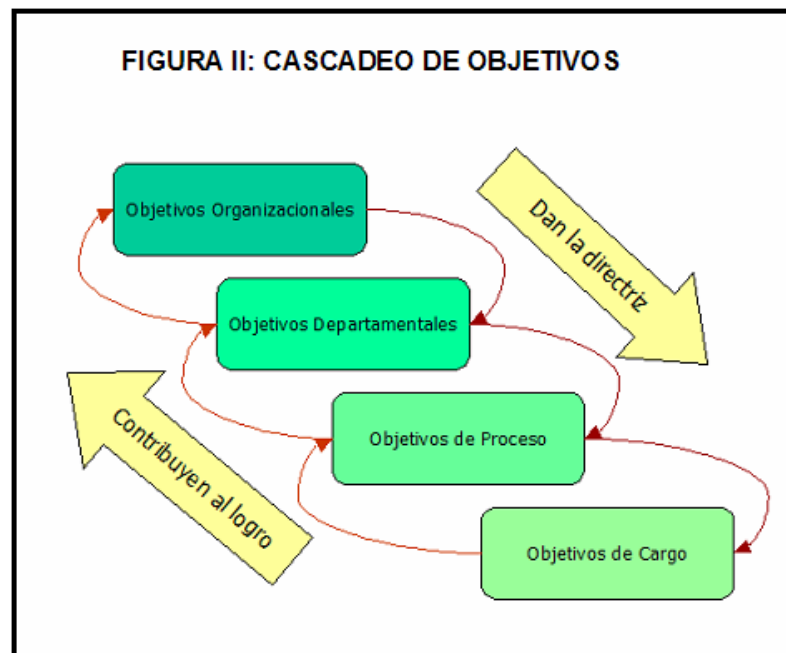 FIGURA II: CASCADEO DE OBJETIVOS
Objetivos Organizacionales
Dan la directriz
Objetivos Departamentales
Objetivos de Proceso
Contribuyen al logro
Objetivos de Cargo